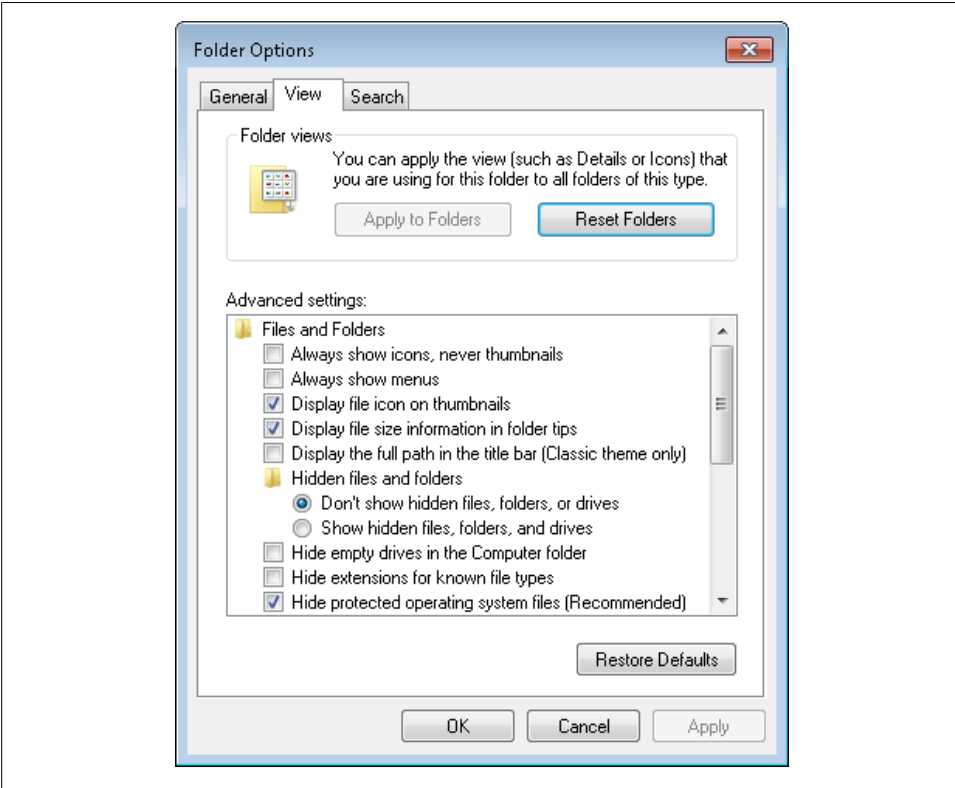 Folder Options
General View Search
Folder views
You can apply the view (such as Details or Icons) that
you are using for this folder to all folders of this type.
Apply to Folders Reset Folders
Advanced settings:
Files and Folders
Always show icons, never thumbnails
Always show menus
Display file icon on thumbnails
Display file size information in folder tips
Display the full path in the title bar (Classic theme only)
Hidden files and folders
Don't show hidden files, folders, or drives
Show hidden files, folders, and drives
Hide empty drives in the Computer folder
Hide extensions for known file types
Hide protected operating system files (Recommended)
Restore Defaults
OK Cancel Apply